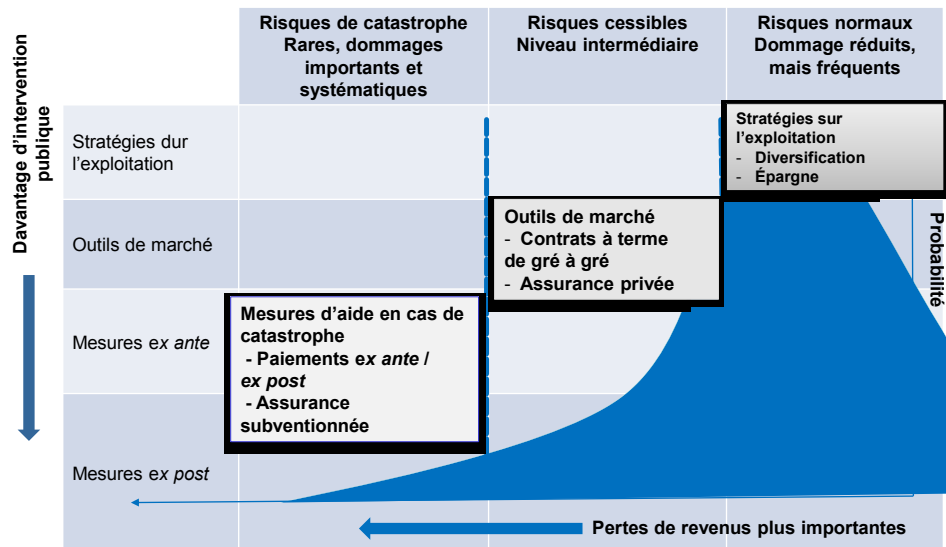 Risques de catastrophe
Rares, dommages
importants et
systématiques
Risques cessibles
Niveau intermédiaire
Risques normaux
Dommage réduits,
mais fréquents
Davantage d'intervention
publique
Stratégies dur
l'exploitation
Stratégies sur
l'exploitation
- Diversification
- Épargne
Outils de marché
Outils de marché
- Contrats à terme
de gré à gré
- Assurance privée
Probabilité
Mesures ex ante
Mesures d'aide en cas de
catastrophe
- Paiements ex ante /
ex post
- Assurance
subventionnée
Mesures ex post
Pertes de revenus plus importantes